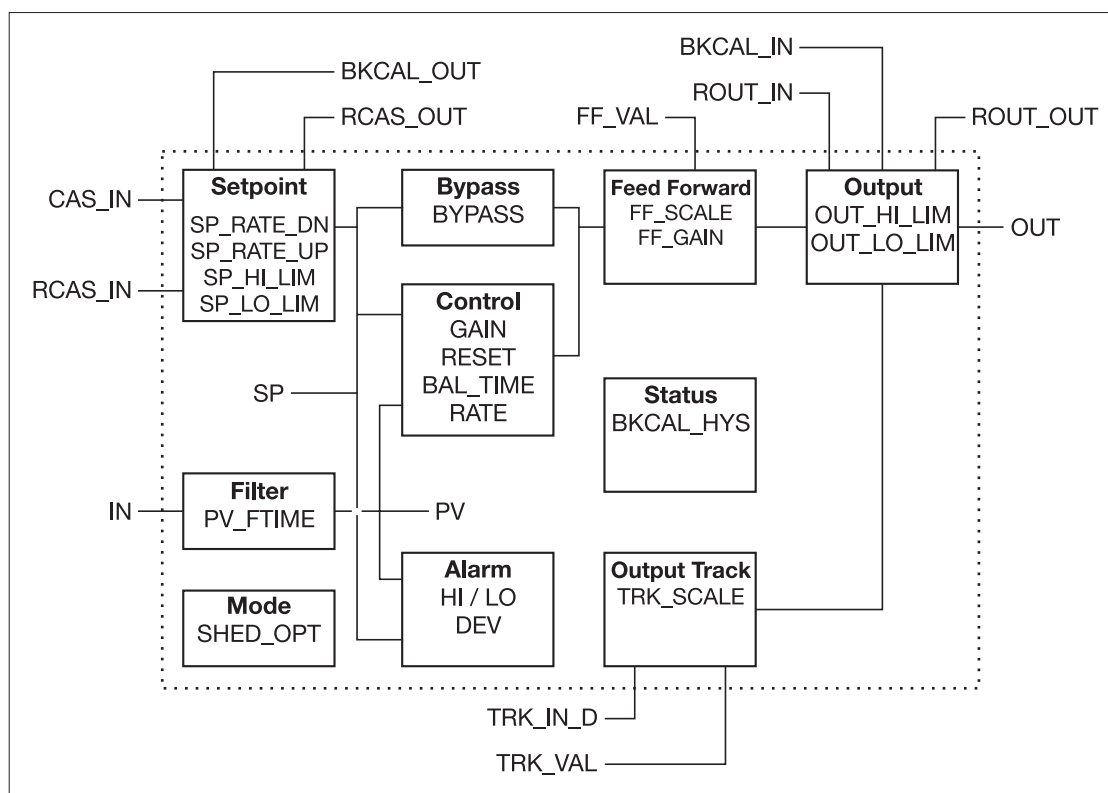 BKCAL_IN
BKCAL_OUT
ROUT_IN
RCAS_OUT
FF_VAL
ROUT_OUT
CAS_IN
RCAS_IN
Setpoint
SP_RATE_DN
SP_RATE_UP
SP_HI_LIM
SP_LO_LIM
Bypass
BYPASS
Feed Forward
FF_SCALE
FF_GAIN
Output
OUT_HI_LIM
OUT_LO_LIM
OUT
Control
GAIN
RESET
BAL_TIME
RATE
SP
Status
BKCAL_HYS
IN
Filter
PV_FTIME
PV
Mode
SHED_OPT
Alarm
HI / LO
DEV
Output Track
TRK_SCALE
TRK_IN_D
TRK_VAL